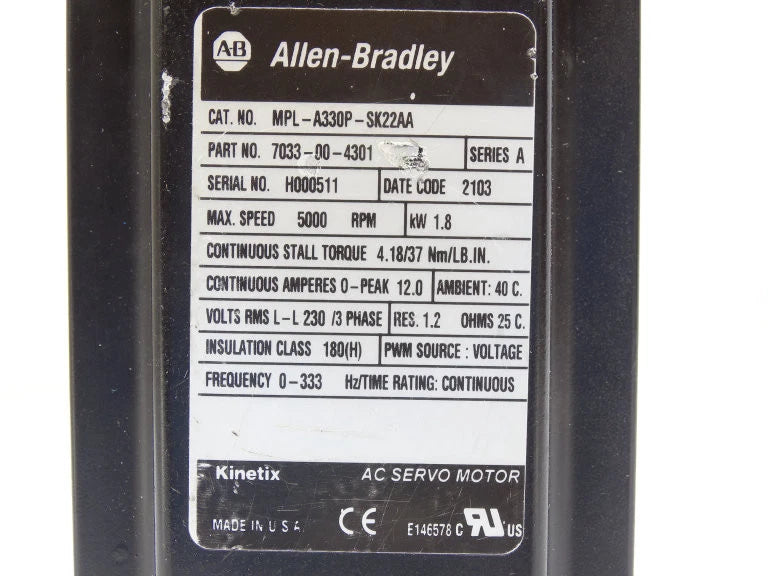 A-B Allen-Bradley
CAT. NO. MPL-A330P-SK22AA
PART NO. 7033-00-4301 SERIES A
SERIAL NO. H000511 DATE CODE 2103
MAX. SPEED 5000 RPM kW 1.8
CONTINUOUS STALL TORQUE 4.18/37 Nm/LB.IN.
CONTINUOUS AMPERES 0-PEAK 12.0 AMBIENT: 40 C.
VOLTS RMS L-L 230 /3 PHASE RES. 1.2 OHMS 25 C.
INSULATION CLASS 180(H) PWM SOURCE : VOLTAGE
FREQUENCY 0-333 Hz/TIME RATING: CONTINUOUS
Kinetix AC SERVO MOTOR
MADE IN U S A. CE E146578 C UR US